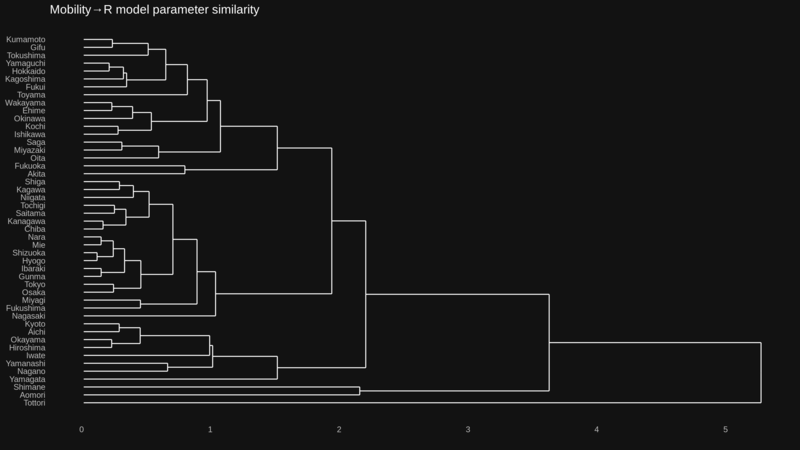 Mobility→R model parameter similarity
Kumamoto
Gifu
Tokushima
Yamaguchi
Hokkaido
Kagoshima
Fukui
Toyama
Wakayama
Ehime
Okinawa
Kochi
Ishikawa
Saga
Miyazaki
Oita
Fukuoka
Akita
Shiga
Kagawa
Niigata
Tochigi
Saitama
Kanagawa
Chiba
Nara
Mie
Shizuoka
Hyogo
Ibaraki
Gunma
Tokyo
Osaka
Miyagi
Fukushima
Nagasaki
Kyoto
Aichi
Okayama
Hiroshima
Iwate
Yamanashi
Nagano
Yamagata
Shimane
Aomori
Tottori
0 1 2 3 4 5